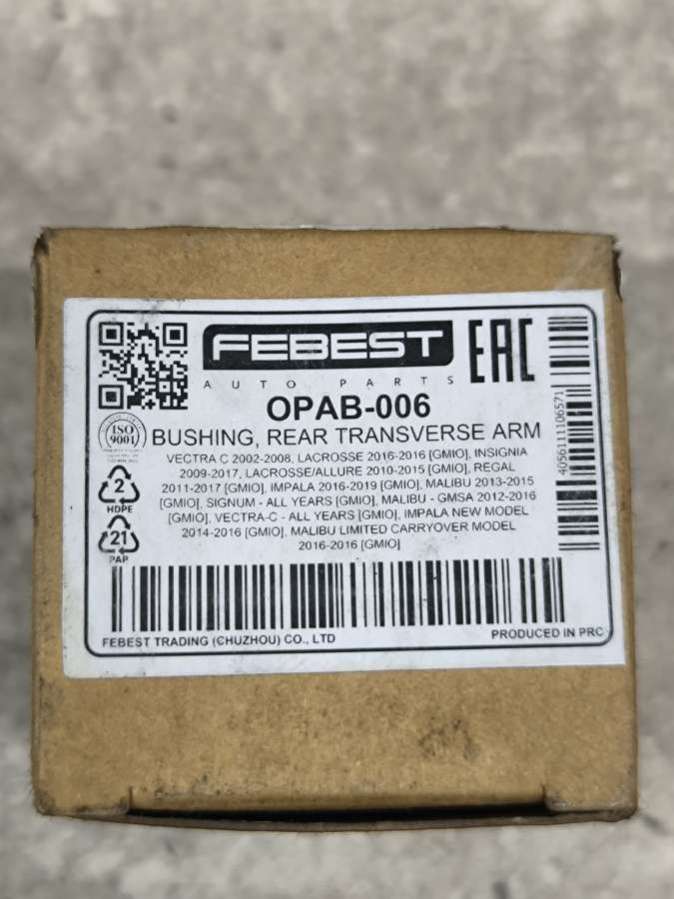 FEBEST
AUTO PARTS
EAC
OPAB-006
ISO
9001
BUSHING, REAR TRANSVERSE ARM
VECTRA C 2002-2008, LACROSSE 2016-2016 [GMIO], INSIGNIA
2009-2017, LACROSSE/ALLURE 2010-2015 [GMIO], REGAL
2011-2017 [GMIO], IMPALA 2016-2019 [GMIO], MALIBU 2013-2015
[GMIO], SIGNUM - ALL YEARS [GMIO], MALIBU - GMSA 2012-2016
[GMIO], VECTRA-C - ALL YEARS [GMIO], IMPALA NEW MODEL
2014-2016 [GMIO], MALIBU LIMITED CARRYOVER MODEL
2016-2016 [GMIO]
2
HDPE
21
PAP
4056111106571
FEBEST TRADING (CHUZHOU) CO., LTD
PRODUCED IN PRC